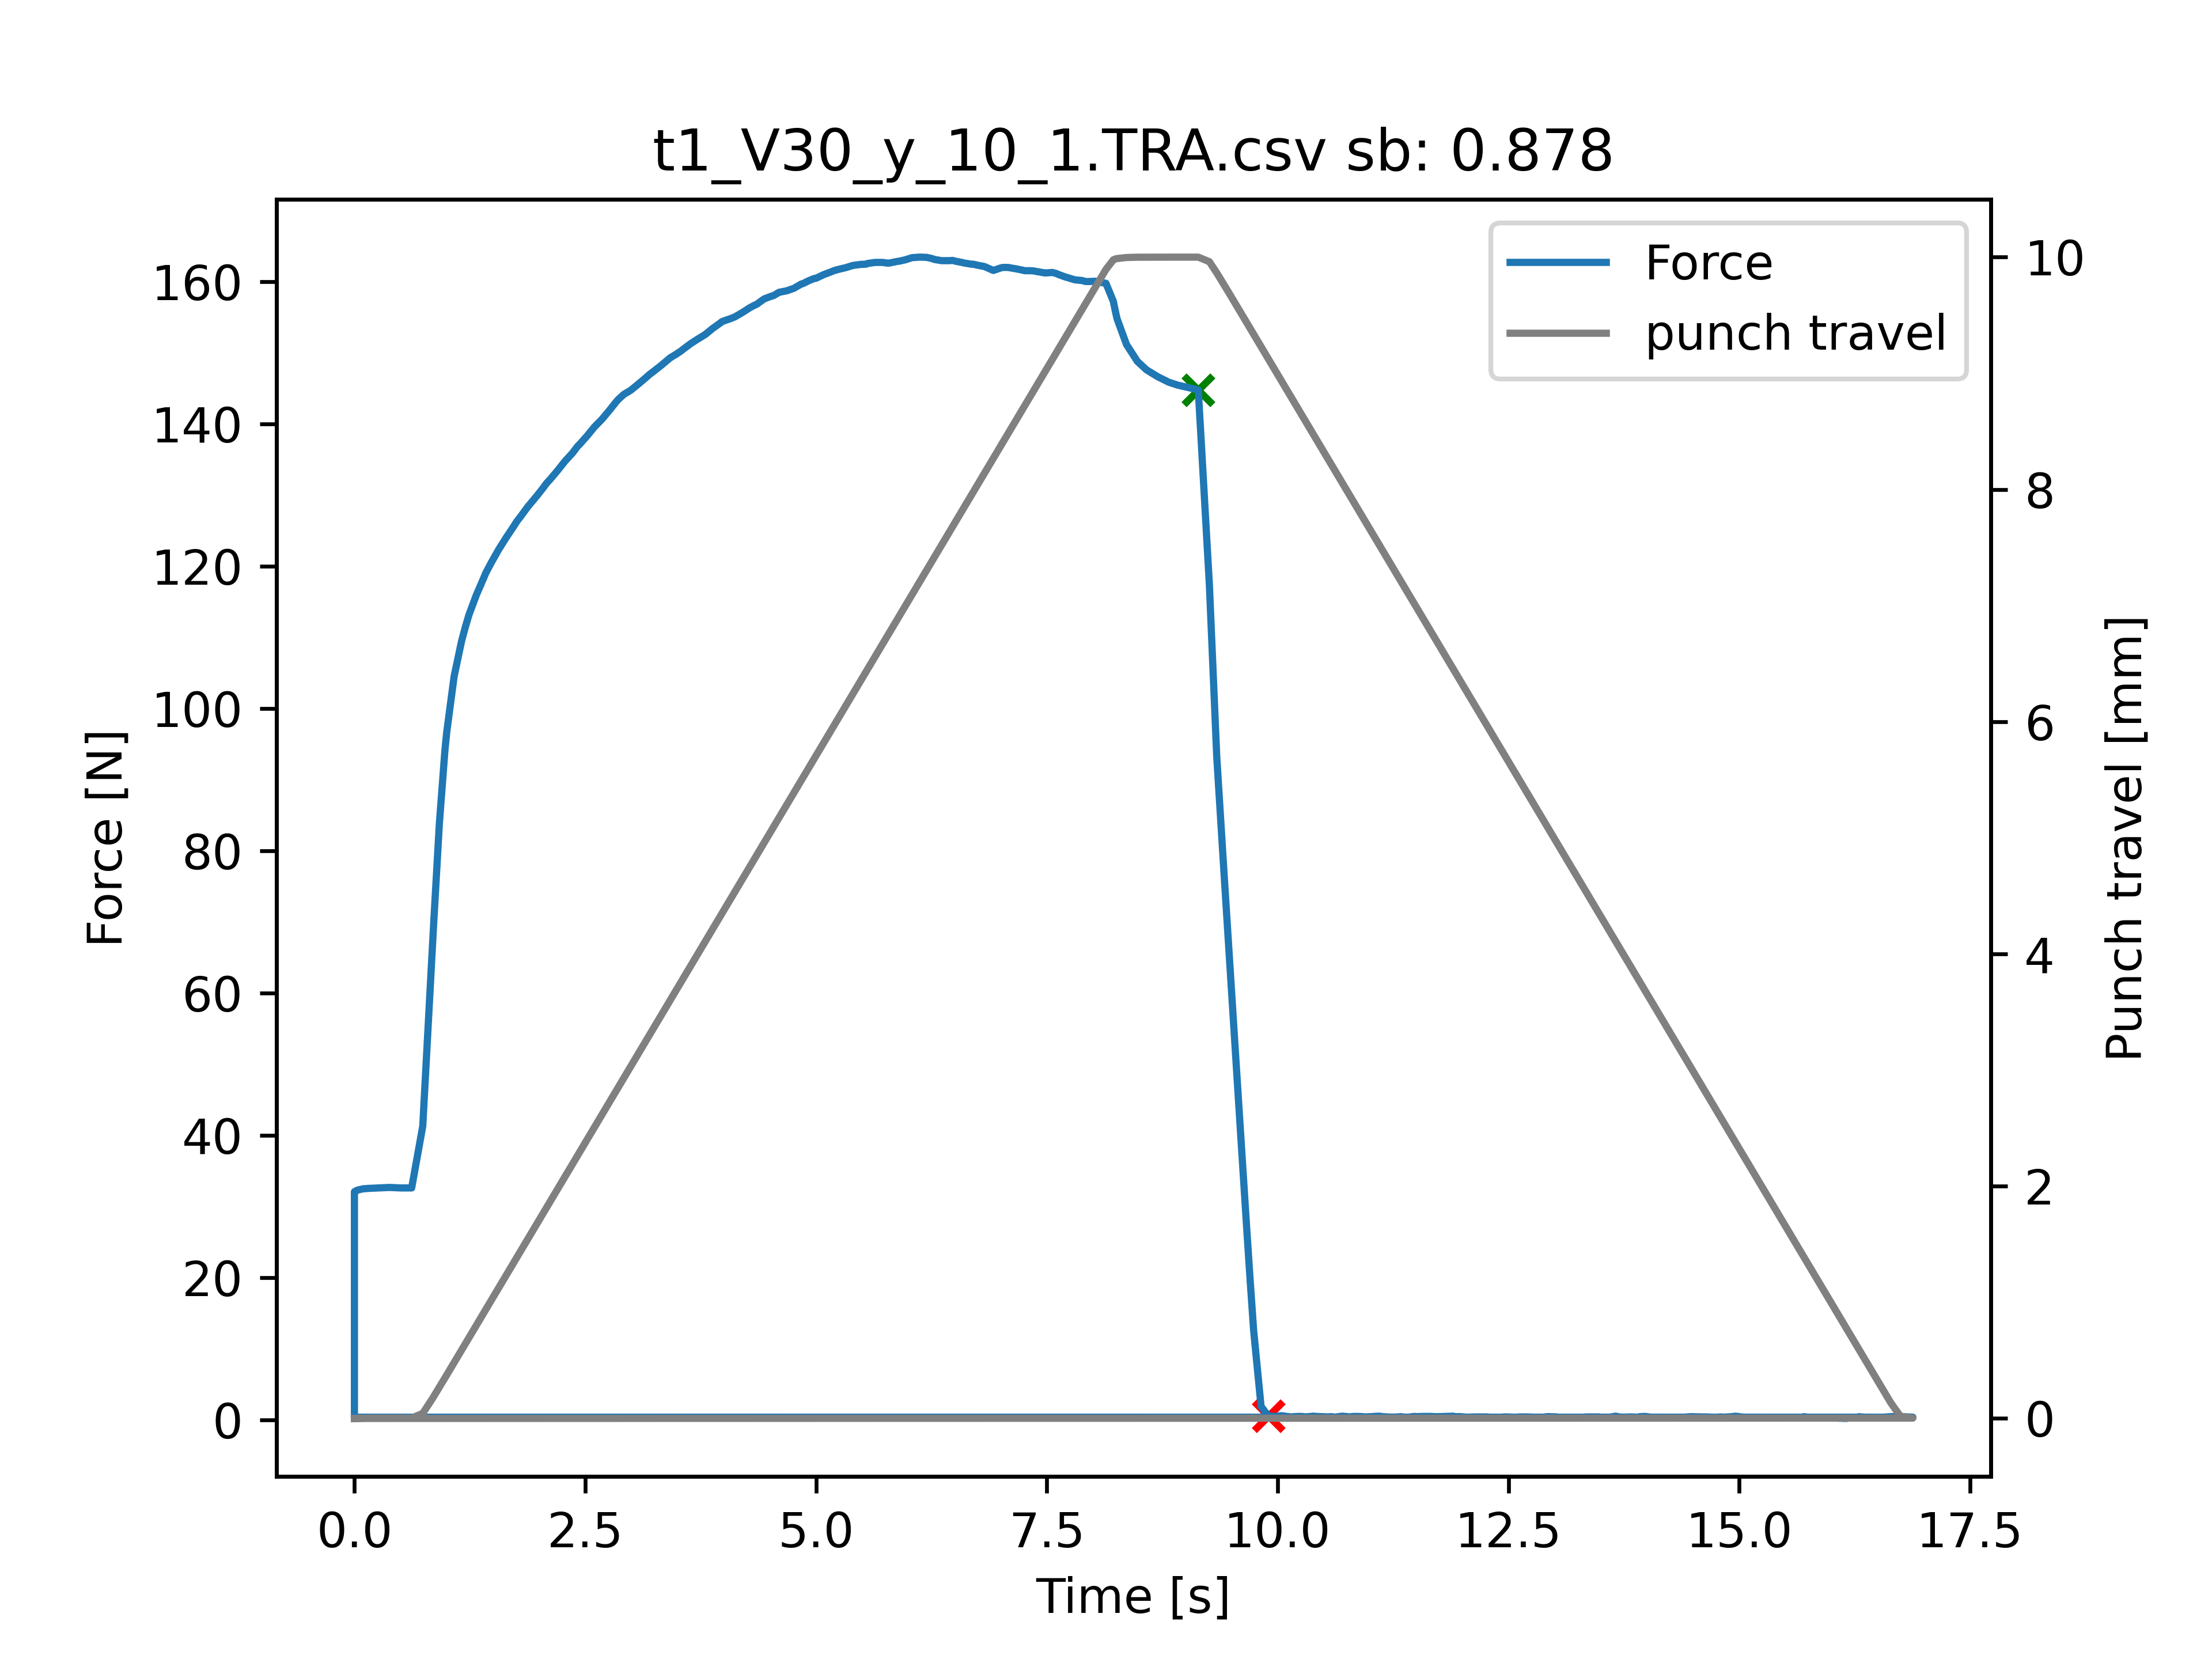 t1_V30_y_10_1.TRA.csv sb: 0.878
Force
punch travel
Force [N]
160
140
120
100
80
60
40
20
0
10
8
6
4
2
0
Punch travel [mm]
0.0 2.5 5.0 7.5 10.0 12.5 15.0 17.5
Time [s]